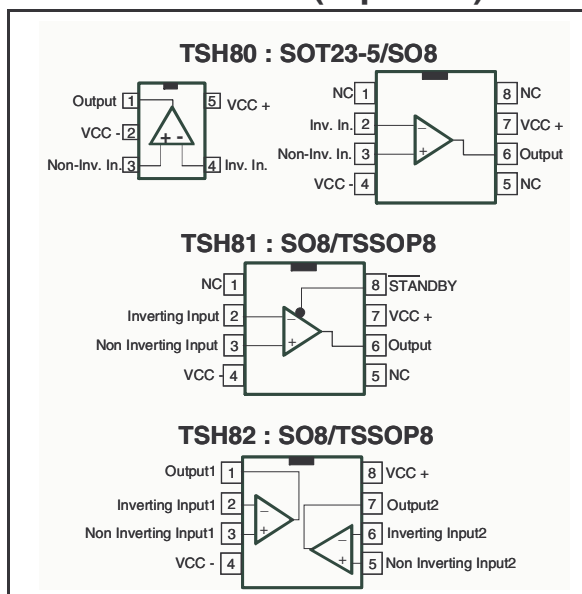 TSH80 : SOT23-5/SO8
Output 1 5 VCC +
VCC - 2
Non-Inv. In. 3 4 Inv. In.
+ -
NC 1 8 NC
Inv. In. 2 7 VCC +
Non-Inv. In. 3 6 Output
VCC - 4 5 NC
_
+
TSH81 : SO8/TSSOP8
NC 1 8 STANDBY
Inverting Input 2 7 VCC +
Non Inverting Input 3 6 Output
VCC - 4 5 NC
_
+
TSH82 : SO8/TSSOP8
Output1 1 8 VCC +
Inverting Input1 2 7 Output2
Non Inverting Input1 3 6 Inverting Input2
VCC - 4 5 Non Inverting Input2
_
+
_
+